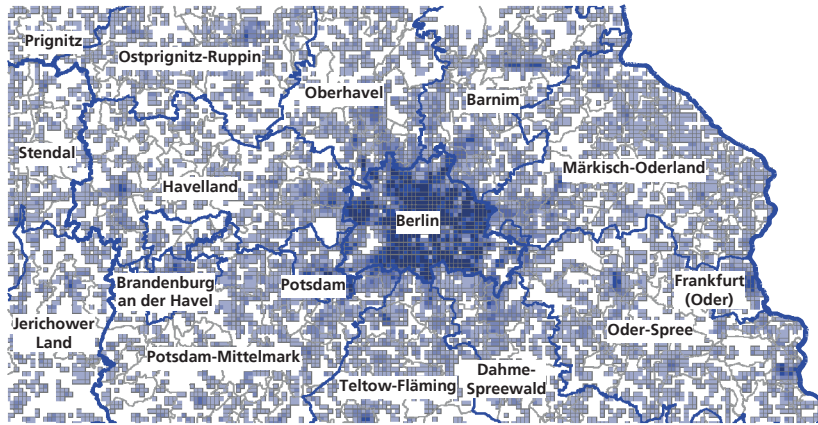 Prignitz
Ostprignitz-Ruppin
Oberhavel
Barnim
Stendal
Havelland
Märkisch-Oderland
Berlin
Brandenburg
an der Havel
Potsdam
Frankfurt
(Oder)
Jerichower
Land
Oder-Spree
Potsdam-Mittelmark
Teltow-Fläming
Dahme-
Spreewald